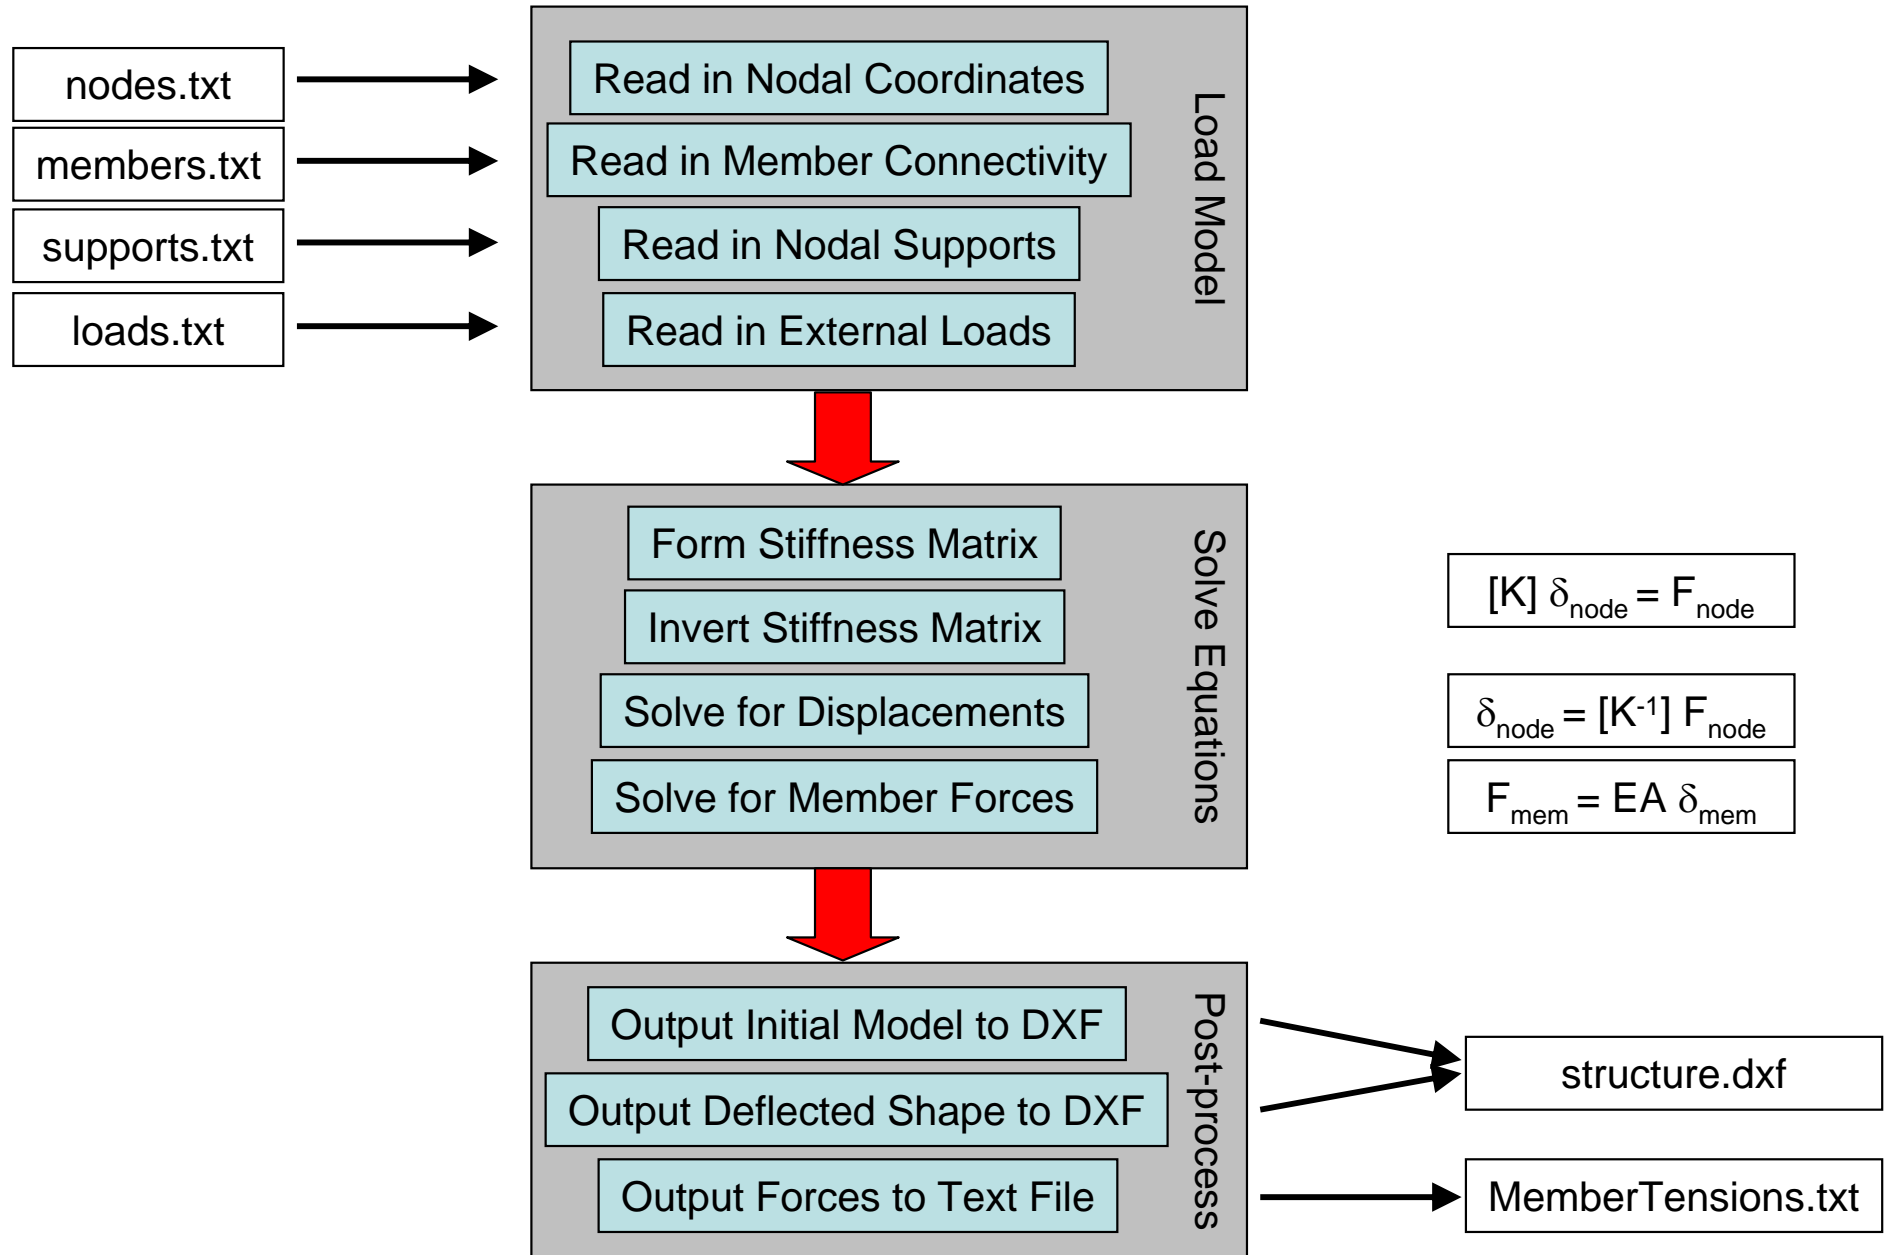 nodes.txt
members.txt
supports.txt
loads.txt
Read in Nodal Coordinates
Read in Member Connectivity
Read in Nodal Supports
Read in External Loads
Load Model
Form Stiffness Matrix
Invert Stiffness Matrix
Solve for Displacements
Solve for Member Forces
Solve Equations
[K] δnode = Fnode
δnode = [K-1] Fnode
Fmem = EA δmem
Output Initial Model to DXF
Output Deflected Shape to DXF
Output Forces to Text File
Post-process
structure.dxf
MemberTensions.txt